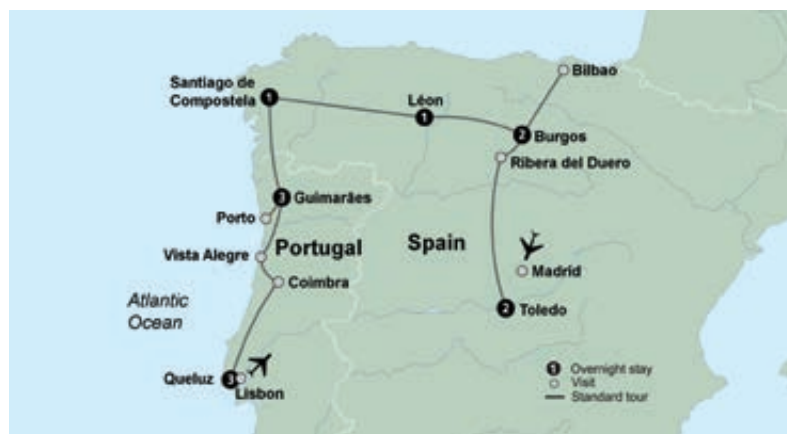 Bilbao
Santiago de
Compostela
1
Léon
1
2
Burgos
Ribera del Duero
3
Guimarães
Porto
Portugal
Spain
Vista Alegre
Madrid
Coimbra
Atlantic
Ocean
2
Toledo
Queluz
3
Lisbon
1 Overnight stay
Visit
Standard tour